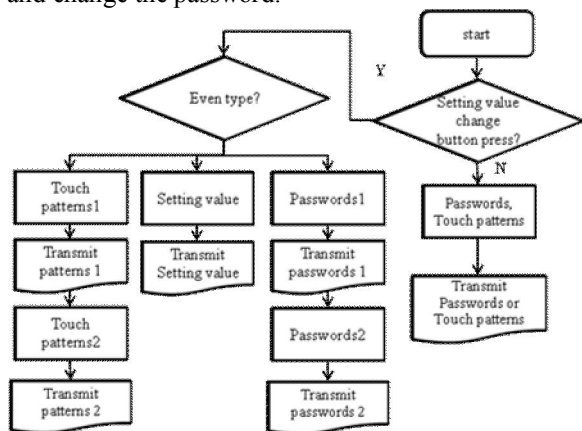 and change the password.
start
Y
Even type?
Setting value
change
button press?
N
Touch
patterns1
Setting value
Passwords1
Passwords,
Touch patterns
Transmit
patterns 1
Transmit
Setting value
Transmit
passwords 1
Transmit
Passwords or
Touch patterns
Touch
patterns2
Passwords2
Transmit
patterns 2
Transmit
passwords 2